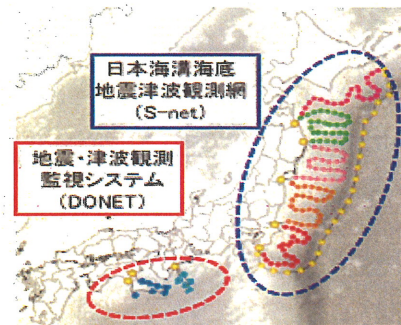 日本海溝海底
地震津波観測網
(S-net)
地震・津波観測
監視システム
(DONET)